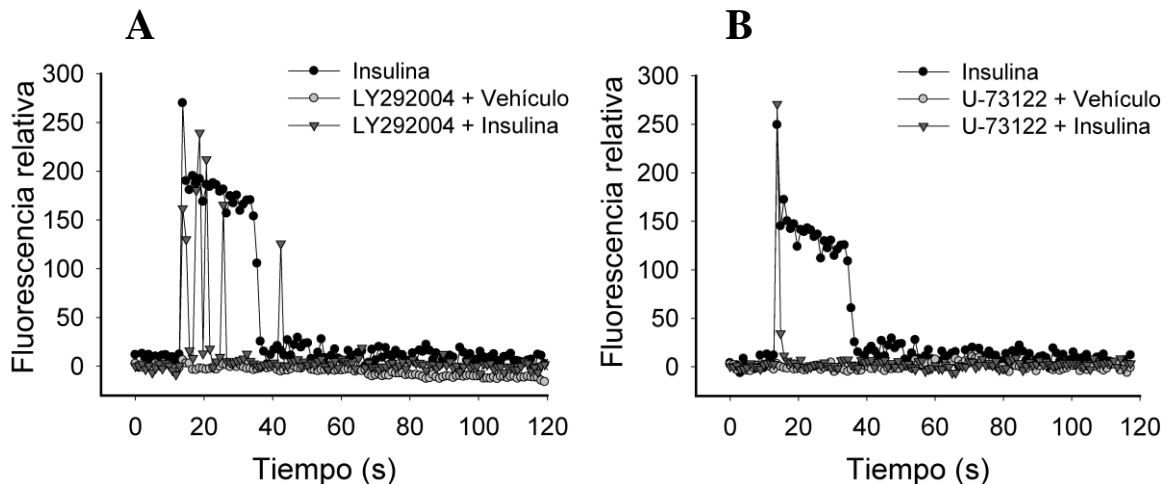 A
Insulina
LY292004 + Vehículo
LY292004 + Insulina
Fluorescencia relativa
300
250
200
150
100
50
0
0 20 40 60 80 100 120
Tiempo (s)
B
Insulina
U-73122 + Vehículo
U-73122 + Insulina
Fluorescencia relativa
300
250
200
150
100
50
0
0 20 40 60 80 100 120
Tiempo (s)